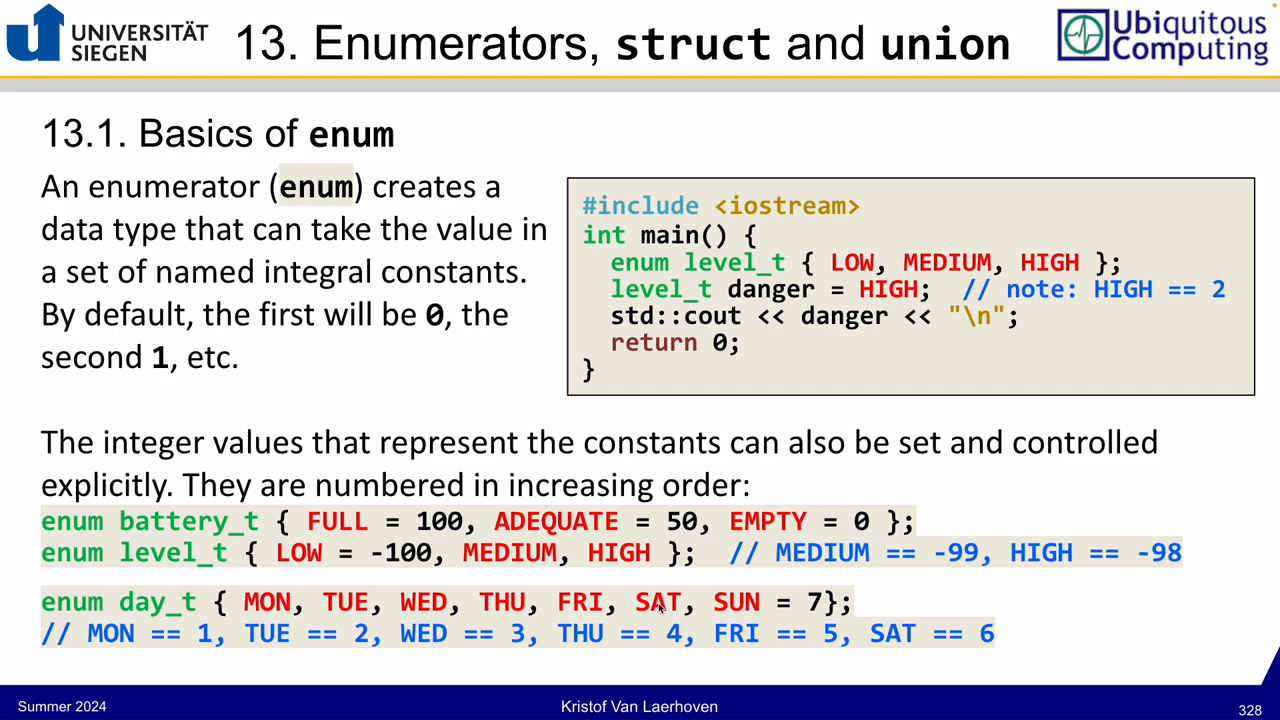 UNIVERSITÄT
SIEGEN
13. Enumerators, struct and union
Ubiquitous
Computing
13.1. Basics of enum
An enumerator (enum) creates a
data type that can take the value in
a set of named integral constants.
By default, the first will be 0, the
second 1, etc.
#include <iostream>
int main() {
  enum level_t { LOW, MEDIUM, HIGH };
  level_t danger = HIGH;  // note: HIGH == 2
  std::cout << danger << "\n";
  return 0;
}
The integer values that represent the constants can also be set and controlled
explicitly. They are numbered in increasing order:
enum battery_t { FULL = 100, ADEQUATE = 50, EMPTY = 0 };
enum level_t { LOW = -100, MEDIUM, HIGH };  // MEDIUM == -99, HIGH == -98
enum day_t { MON, TUE, WED, THU, FRI, SAT, SUN = 7};
// MON == 1, TUE == 2, WED == 3, THU == 4, FRI == 5, SAT == 6
Summer 2024
Kristof Van Laerhoven
328